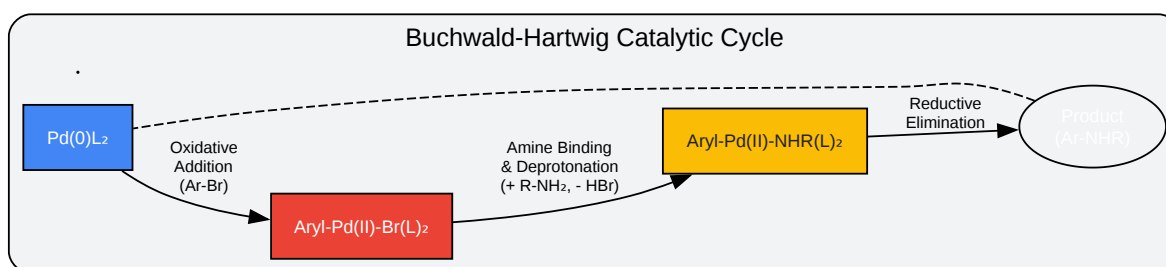 Buchwald-Hartwig Catalytic Cycle
Pd(0)L₂
Oxidative
Addition
(Ar-Br)
Aryl-Pd(II)-Br(L)₂
Amine Binding
& Deprotonation
(+ R-NH₂, - HBr)
Aryl-Pd(II)-NHR(L)₂
Reductive
Elimination
Product
(Ar-NHR)